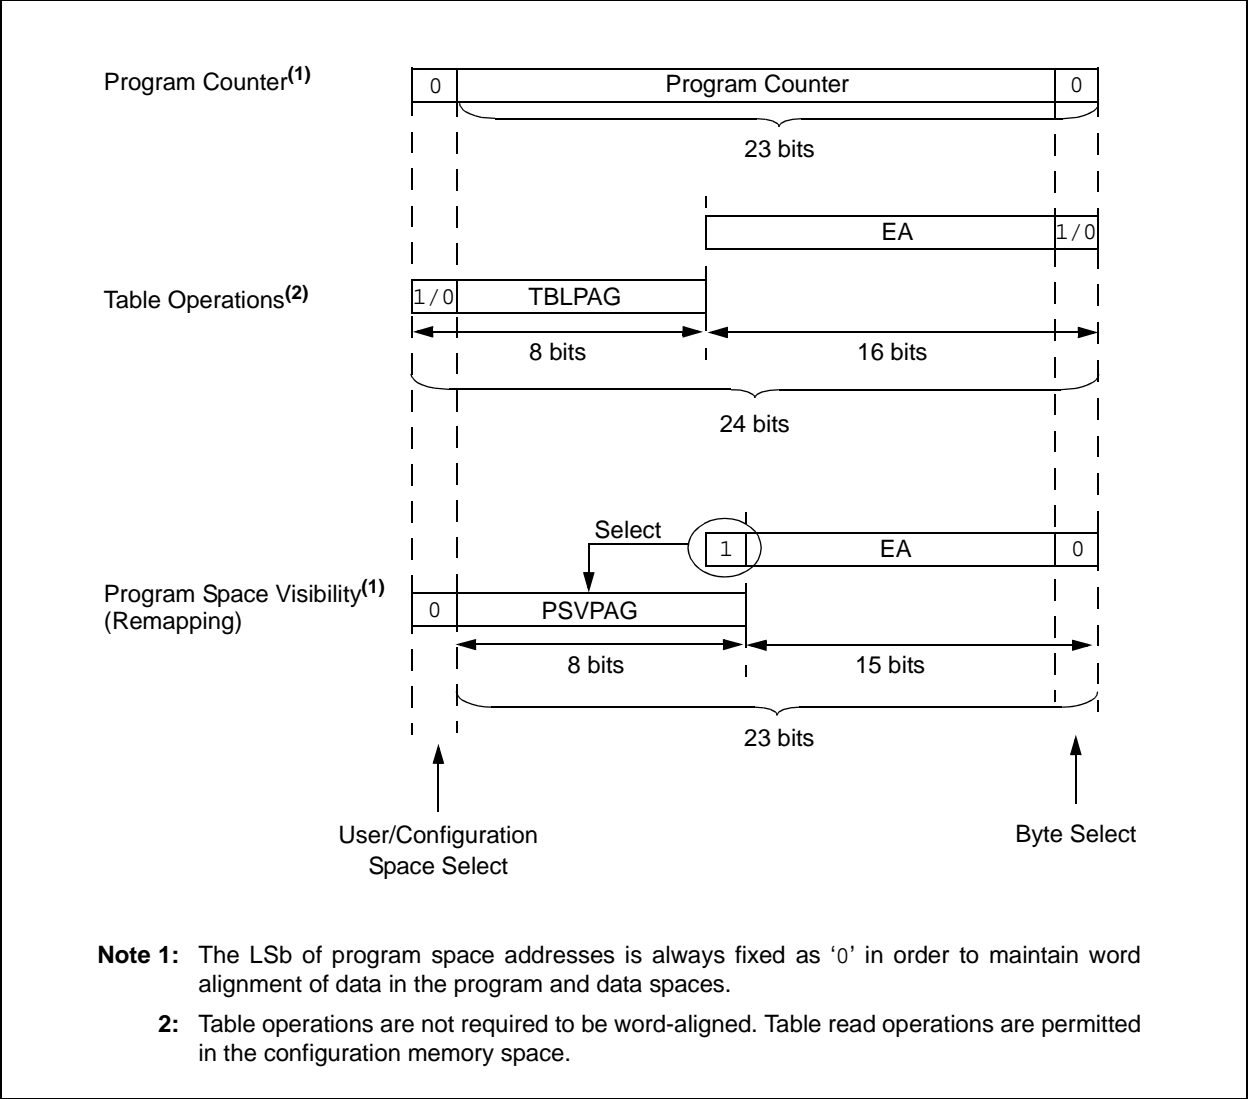 Program Counter(1)
0
Program Counter
0
23 bits
EA
1/0
Table Operations(2)
1/0
TBLPAG
8 bits
16 bits
24 bits
Select
1
EA
0
Program Space Visibility(1)
(Remapping)
0
PSVPAG
8 bits
15 bits
23 bits
User/Configuration
Space Select
Byte Select
Note 1: The LSb of program space addresses is always fixed as ‘0’ in order to maintain word
alignment of data in the program and data spaces.
2: Table operations are not required to be word-aligned. Table read operations are permitted
in the configuration memory space.